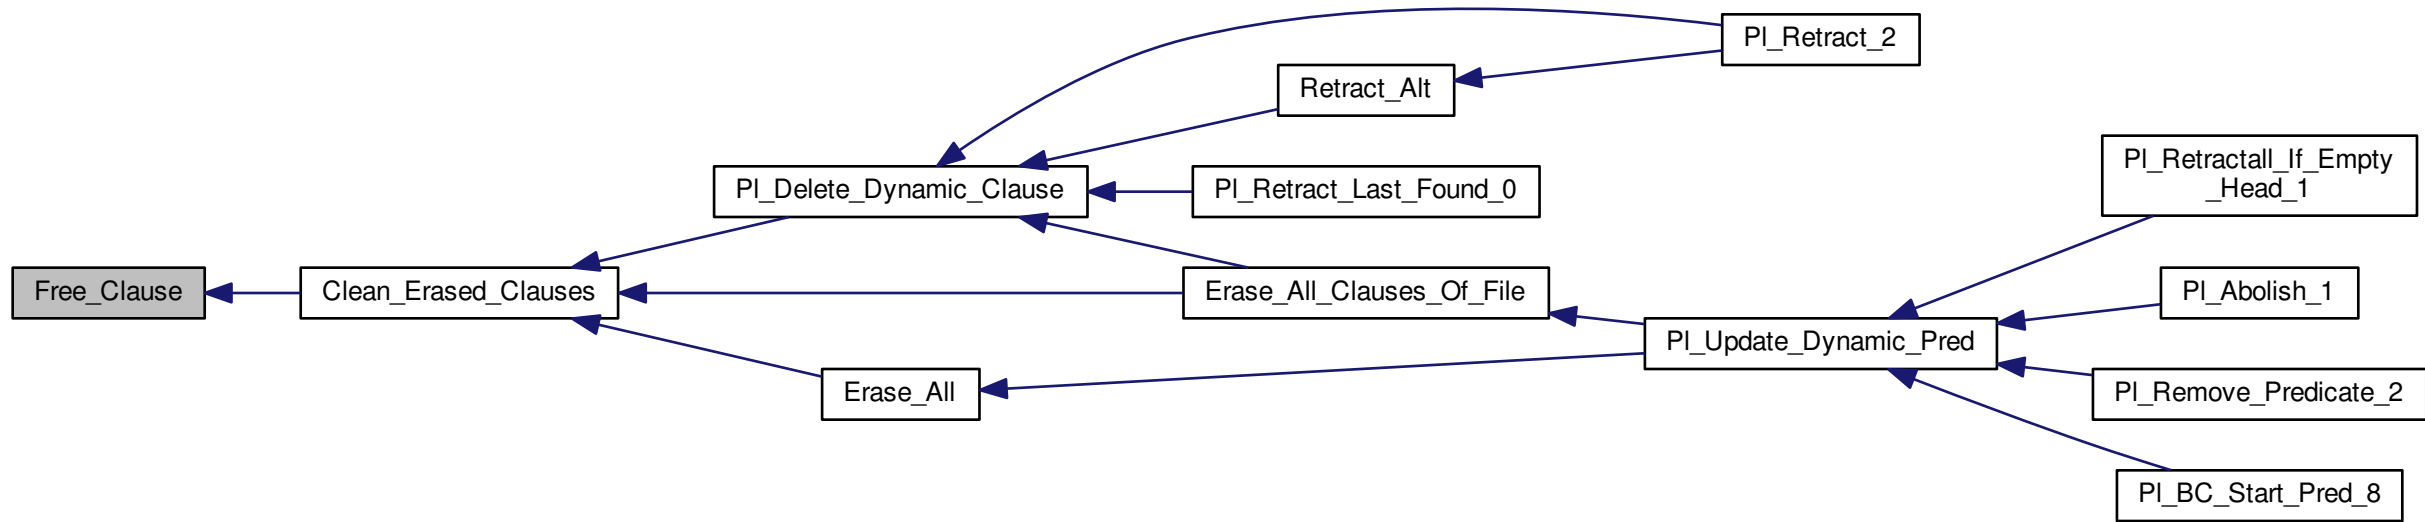 Pl_Retract_2
Retract_Alt
Pl_Retractall_If_Empty
_Head_1
Pl_Delete_Dynamic_Clause
Pl_Retract_Last_Found_0
Free_Clause
Clean_Erased_Clauses
Erase_All_Clauses_Of_File
Pl_Abolish_1
Pl_Update_Dynamic_Pred
Erase_All
Pl_Remove_Predicate_2
Pl_BC_Start_Pred_8